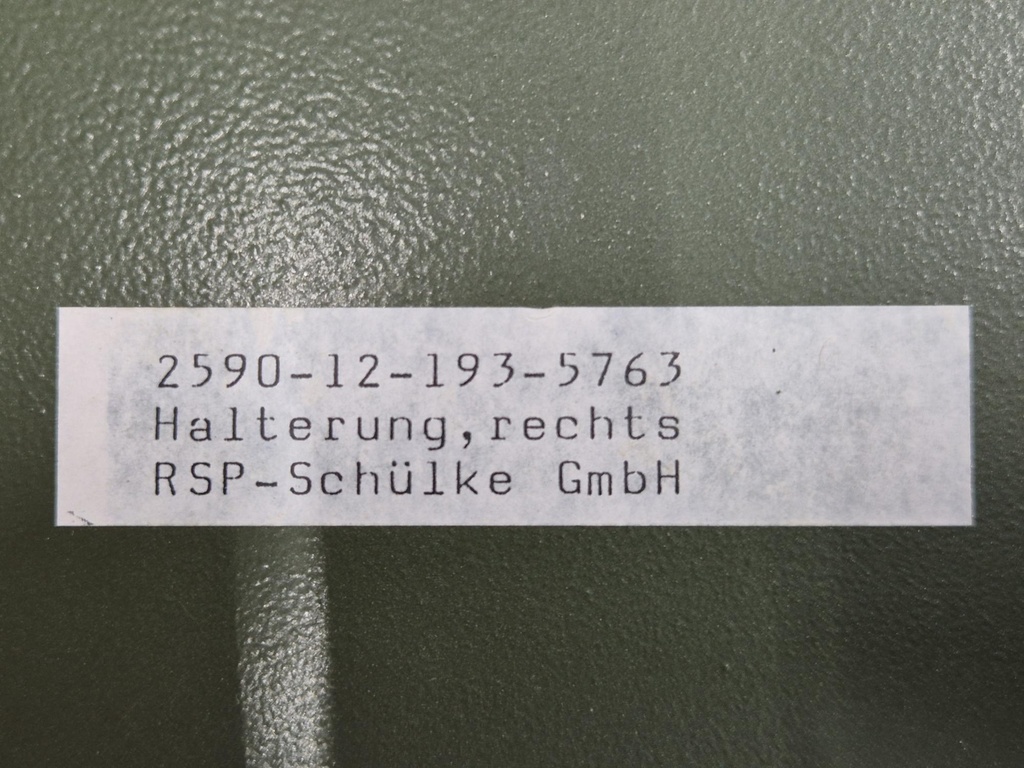 2590-12-193-5763
Halterung,rechts
RSP-Schülke GmbH